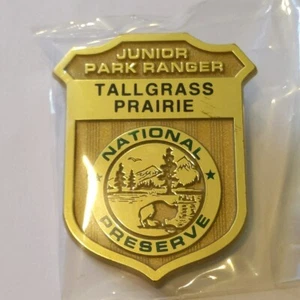 JUNIOR
PARK RANGER
TALLGRASS
PRAIRIE
NATIONAL
PRESERVE